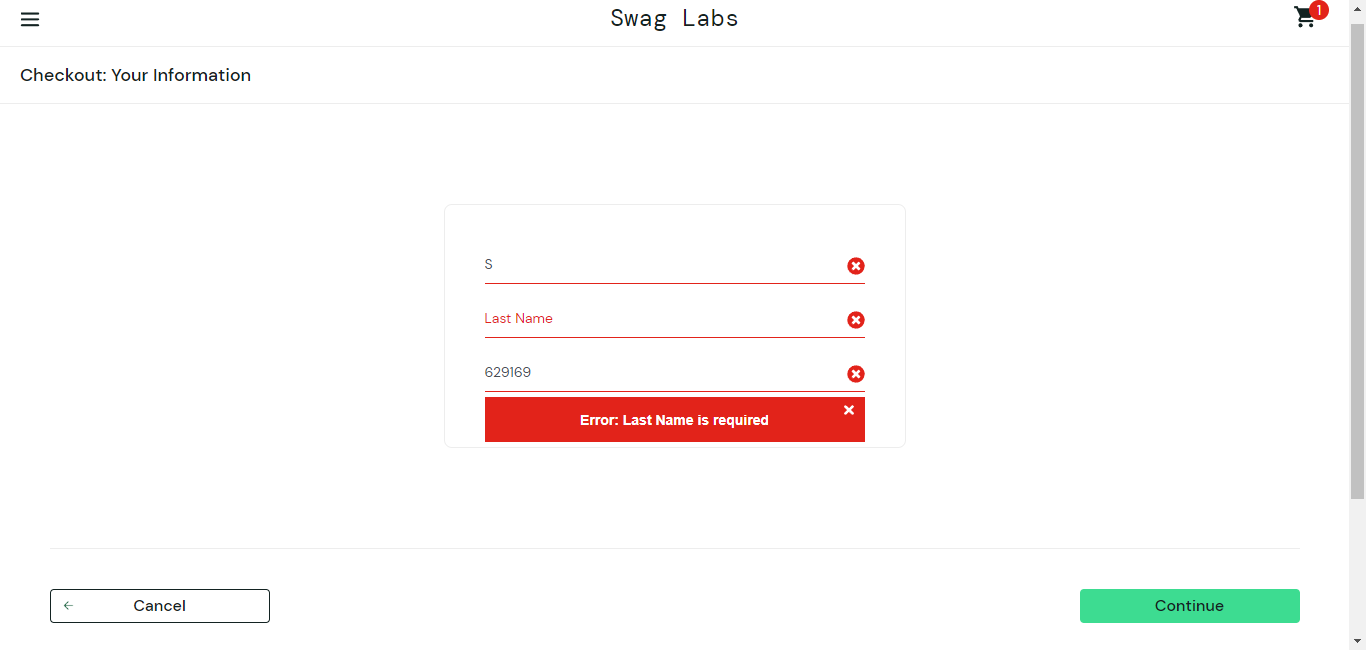 Swag Labs
1
Checkout: Your Information
S
Last Name
629169
Error: Last Name is required
Cancel
Continue